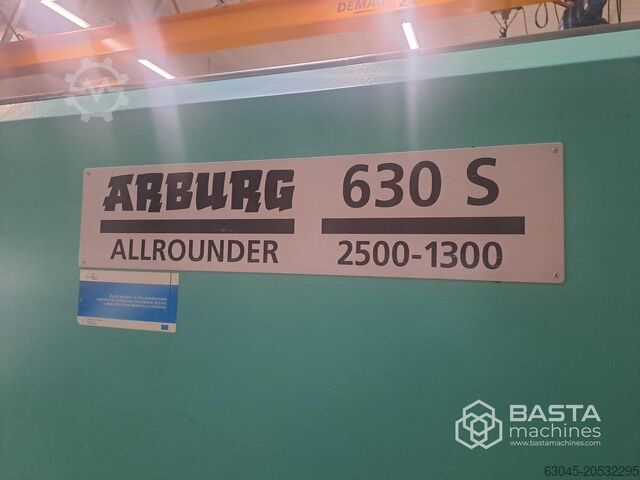 DEMAG
ARBURG
ALLROUNDER
630 S
2500-1300
BASTA
machines
www.bastamachines.com
63045-20532295